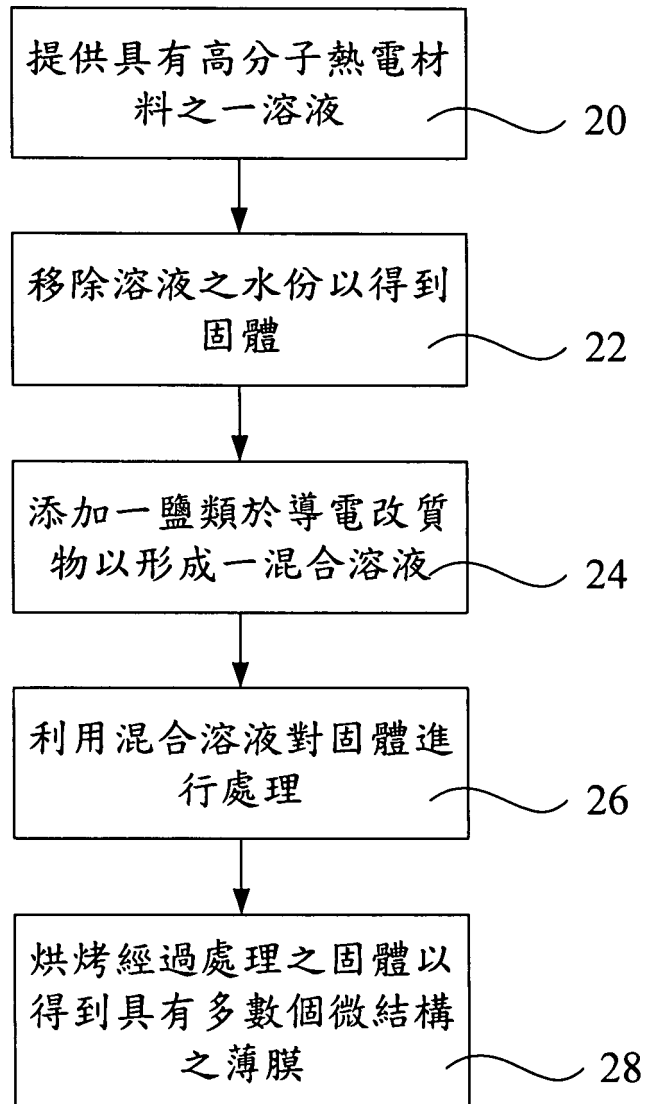 提供具有高分子熱電材
料之一溶液
20
移除溶液之水份以得到
固體
22
添加一鹽類於導電改質
物以形成一混合溶液
24
利用混合溶液對固體進
行處理
26
烘烤經過處理之固體以
得到具有多數個微結構
之薄膜
28